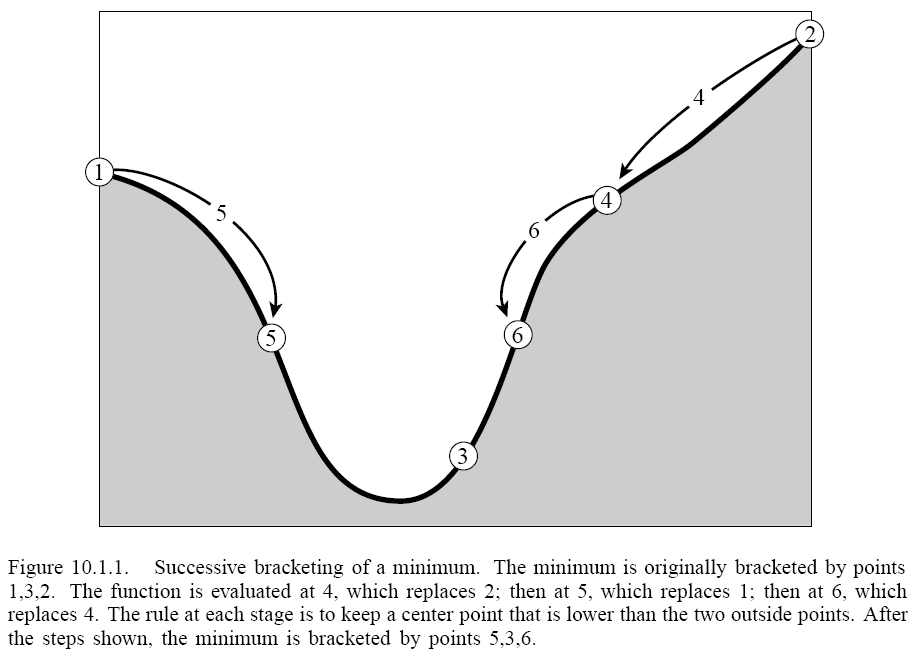 2
4
1
4
5
6
5
6
3
Figure 10.1.1. Successive bracketing of a minimum. The minimum is originally bracketed by points
1,3,2. The function is evaluated at 4, which replaces 2; then at 5, which replaces 1; then at 6, which
replaces 4. The rule at each stage is to keep a center point that is lower than the two outside points. After
the steps shown, the minimum is bracketed by points 5,3,6.